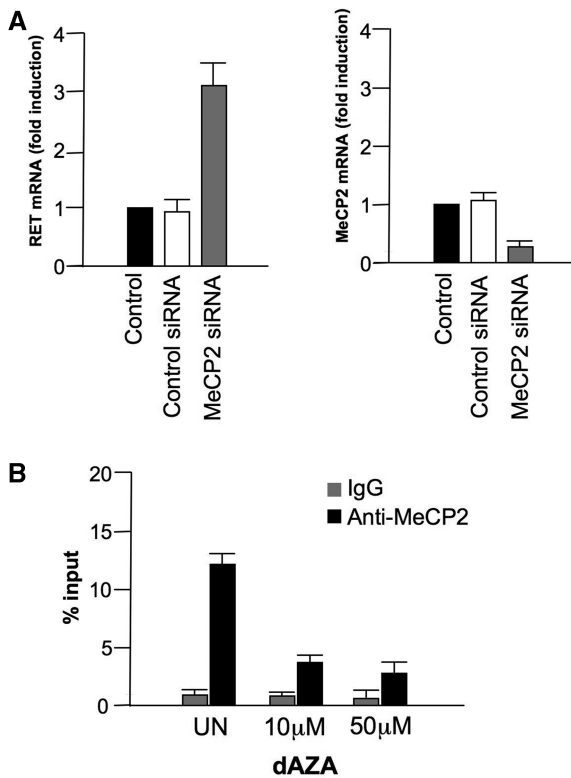 A
RET mRNA (fold induction)
4
3
2
1
0
Control
Control siRNA
MeCP2 siRNA
MeCP2 mRNA (fold induction)
4
3
2
1
0
Control
Control siRNA
MeCP2 siRNA
B
% input
20
15
10
5
0
IgG
Anti-MeCP2
UN 10µM 50µM
dAZA